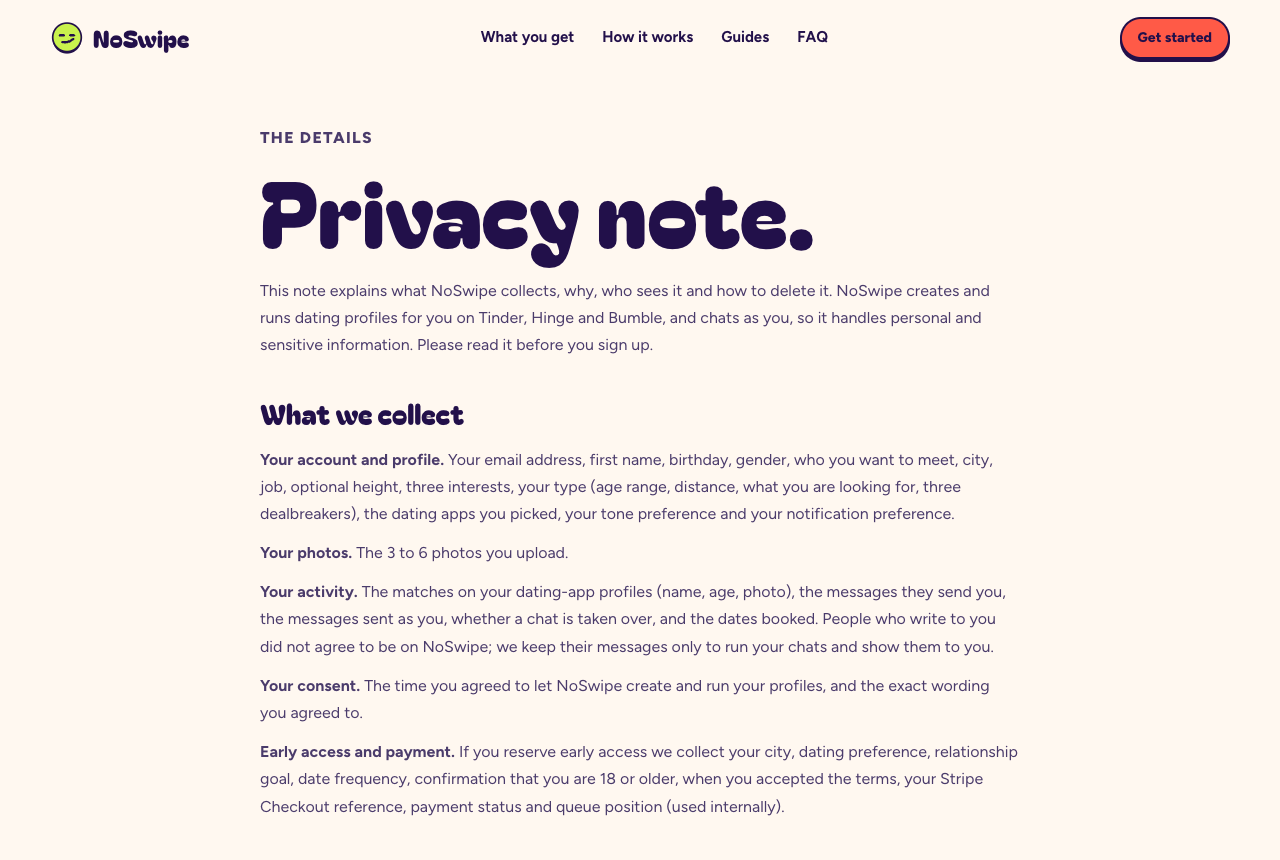 NoSwipe
What you get
How it works
Guides
FAQ
Get started
THE DETAILS
Privacy note.
This note explains what NoSwipe collects, why, who sees it and how to delete it. NoSwipe creates and
runs dating profiles for you on Tinder, Hinge and Bumble, and chats as you, so it handles personal and
sensitive information. Please read it before you sign up.
What we collect
Your account and profile. Your email address, first name, birthday, gender, who you want to meet, city,
job, optional height, three interests, your type (age range, distance, what you are looking for, three
dealbreakers), the dating apps you picked, your tone preference and your notification preference.
Your photos. The 3 to 6 photos you upload.
Your activity. The matches on your dating-app profiles (name, age, photo), the messages they send you,
the messages sent as you, whether a chat is taken over, and the dates booked. People who write to you
did not agree to be on NoSwipe; we keep their messages only to run your chats and show them to you.
Your consent. The time you agreed to let NoSwipe create and run your profiles, and the exact wording
you agreed to.
Early access and payment. If you reserve early access we collect your city, dating preference, relationship
goal, date frequency, confirmation that you are 18 or older, when you accepted the terms, your Stripe
Checkout reference, payment status and queue position (used internally).